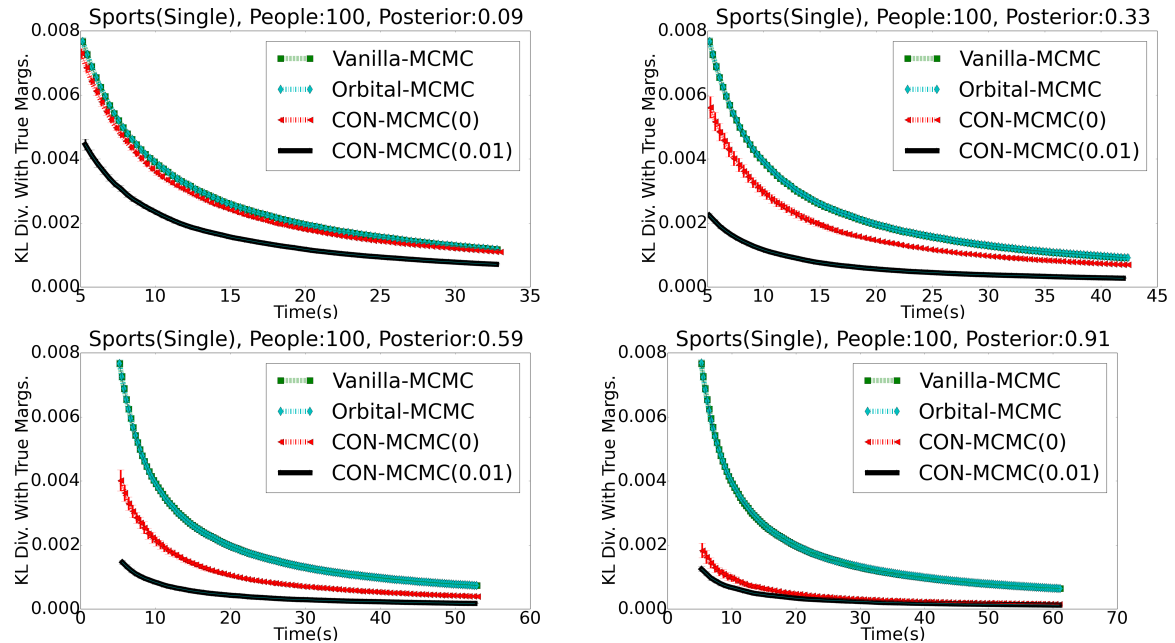 Sports(Single), People:100, Posterior:0.09
KL Div. With True Margs.
0.008
0.006
0.004
0.002
0.000
Vanilla-MCMC
Orbital-MCMC
CON-MCMC(0)
CON-MCMC(0.01)
5 10 15 20 25 30 35
Time(s)
Sports(Single), People:100, Posterior:0.33
KL Div. With True Margs.
0.008
0.006
0.004
0.002
0.000
Vanilla-MCMC
Orbital-MCMC
CON-MCMC(0)
CON-MCMC(0.01)
5 10 15 20 25 30 35 40 45
Time(s)
Sports(Single), People:100, Posterior:0.59
KL Div. With True Margs.
0.008
0.006
0.004
0.002
0.000
Vanilla-MCMC
Orbital-MCMC
CON-MCMC(0)
CON-MCMC(0.01)
0 10 20 30 40 50 60
Time(s)
Sports(Single), People:100, Posterior:0.91
KL Div. With True Margs.
0.008
0.006
0.004
0.002
0.000
Vanilla-MCMC
Orbital-MCMC
CON-MCMC(0)
CON-MCMC(0.01)
0 10 20 30 40 50 60 70
Time(s)